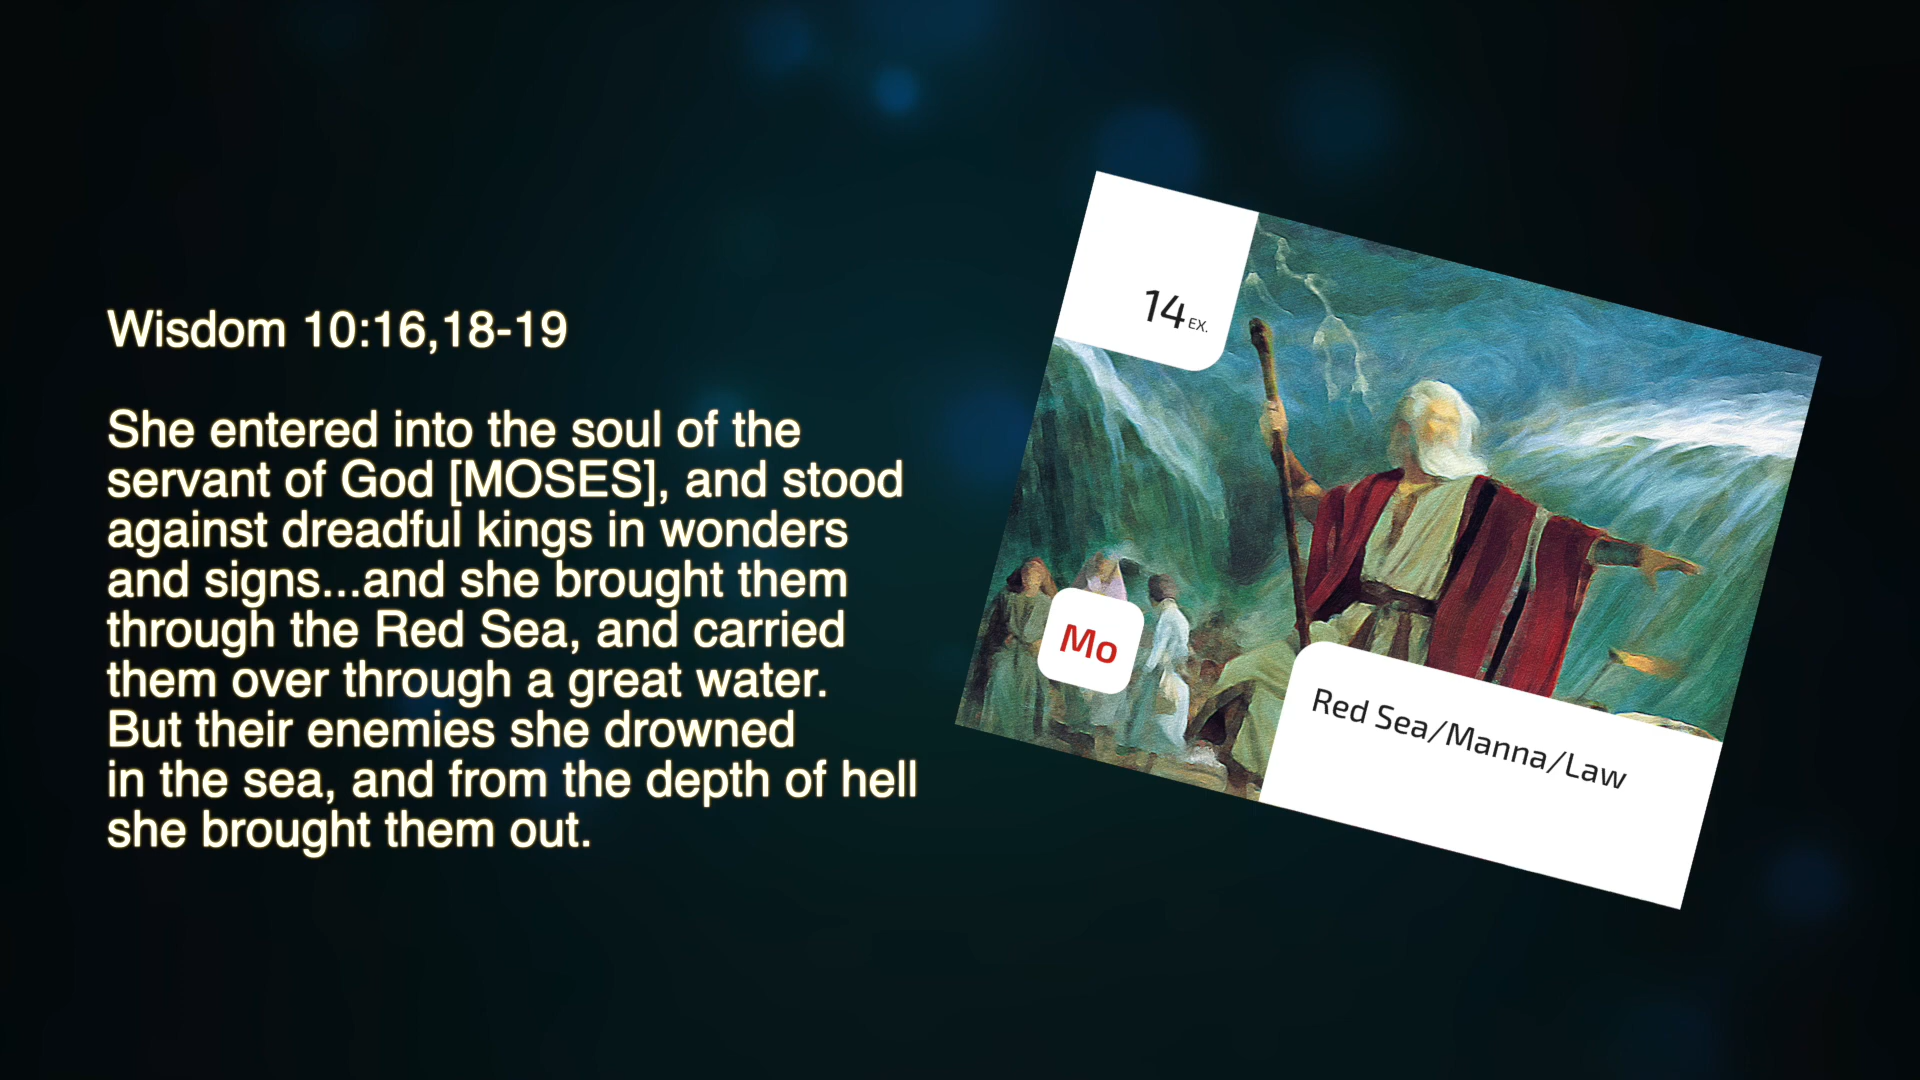 Wisdom 10:16,18-19
She entered into the soul of the
servant of God [MOSES], and stood
against dreadful kings in wonders
and signs...and she brought them
through the Red Sea, and carried
them over through a great water.
But their enemies she drowned
in the sea, and from the depth of hell
she brought them out.
14 EX.
Mo
Red Sea/Manna/Law